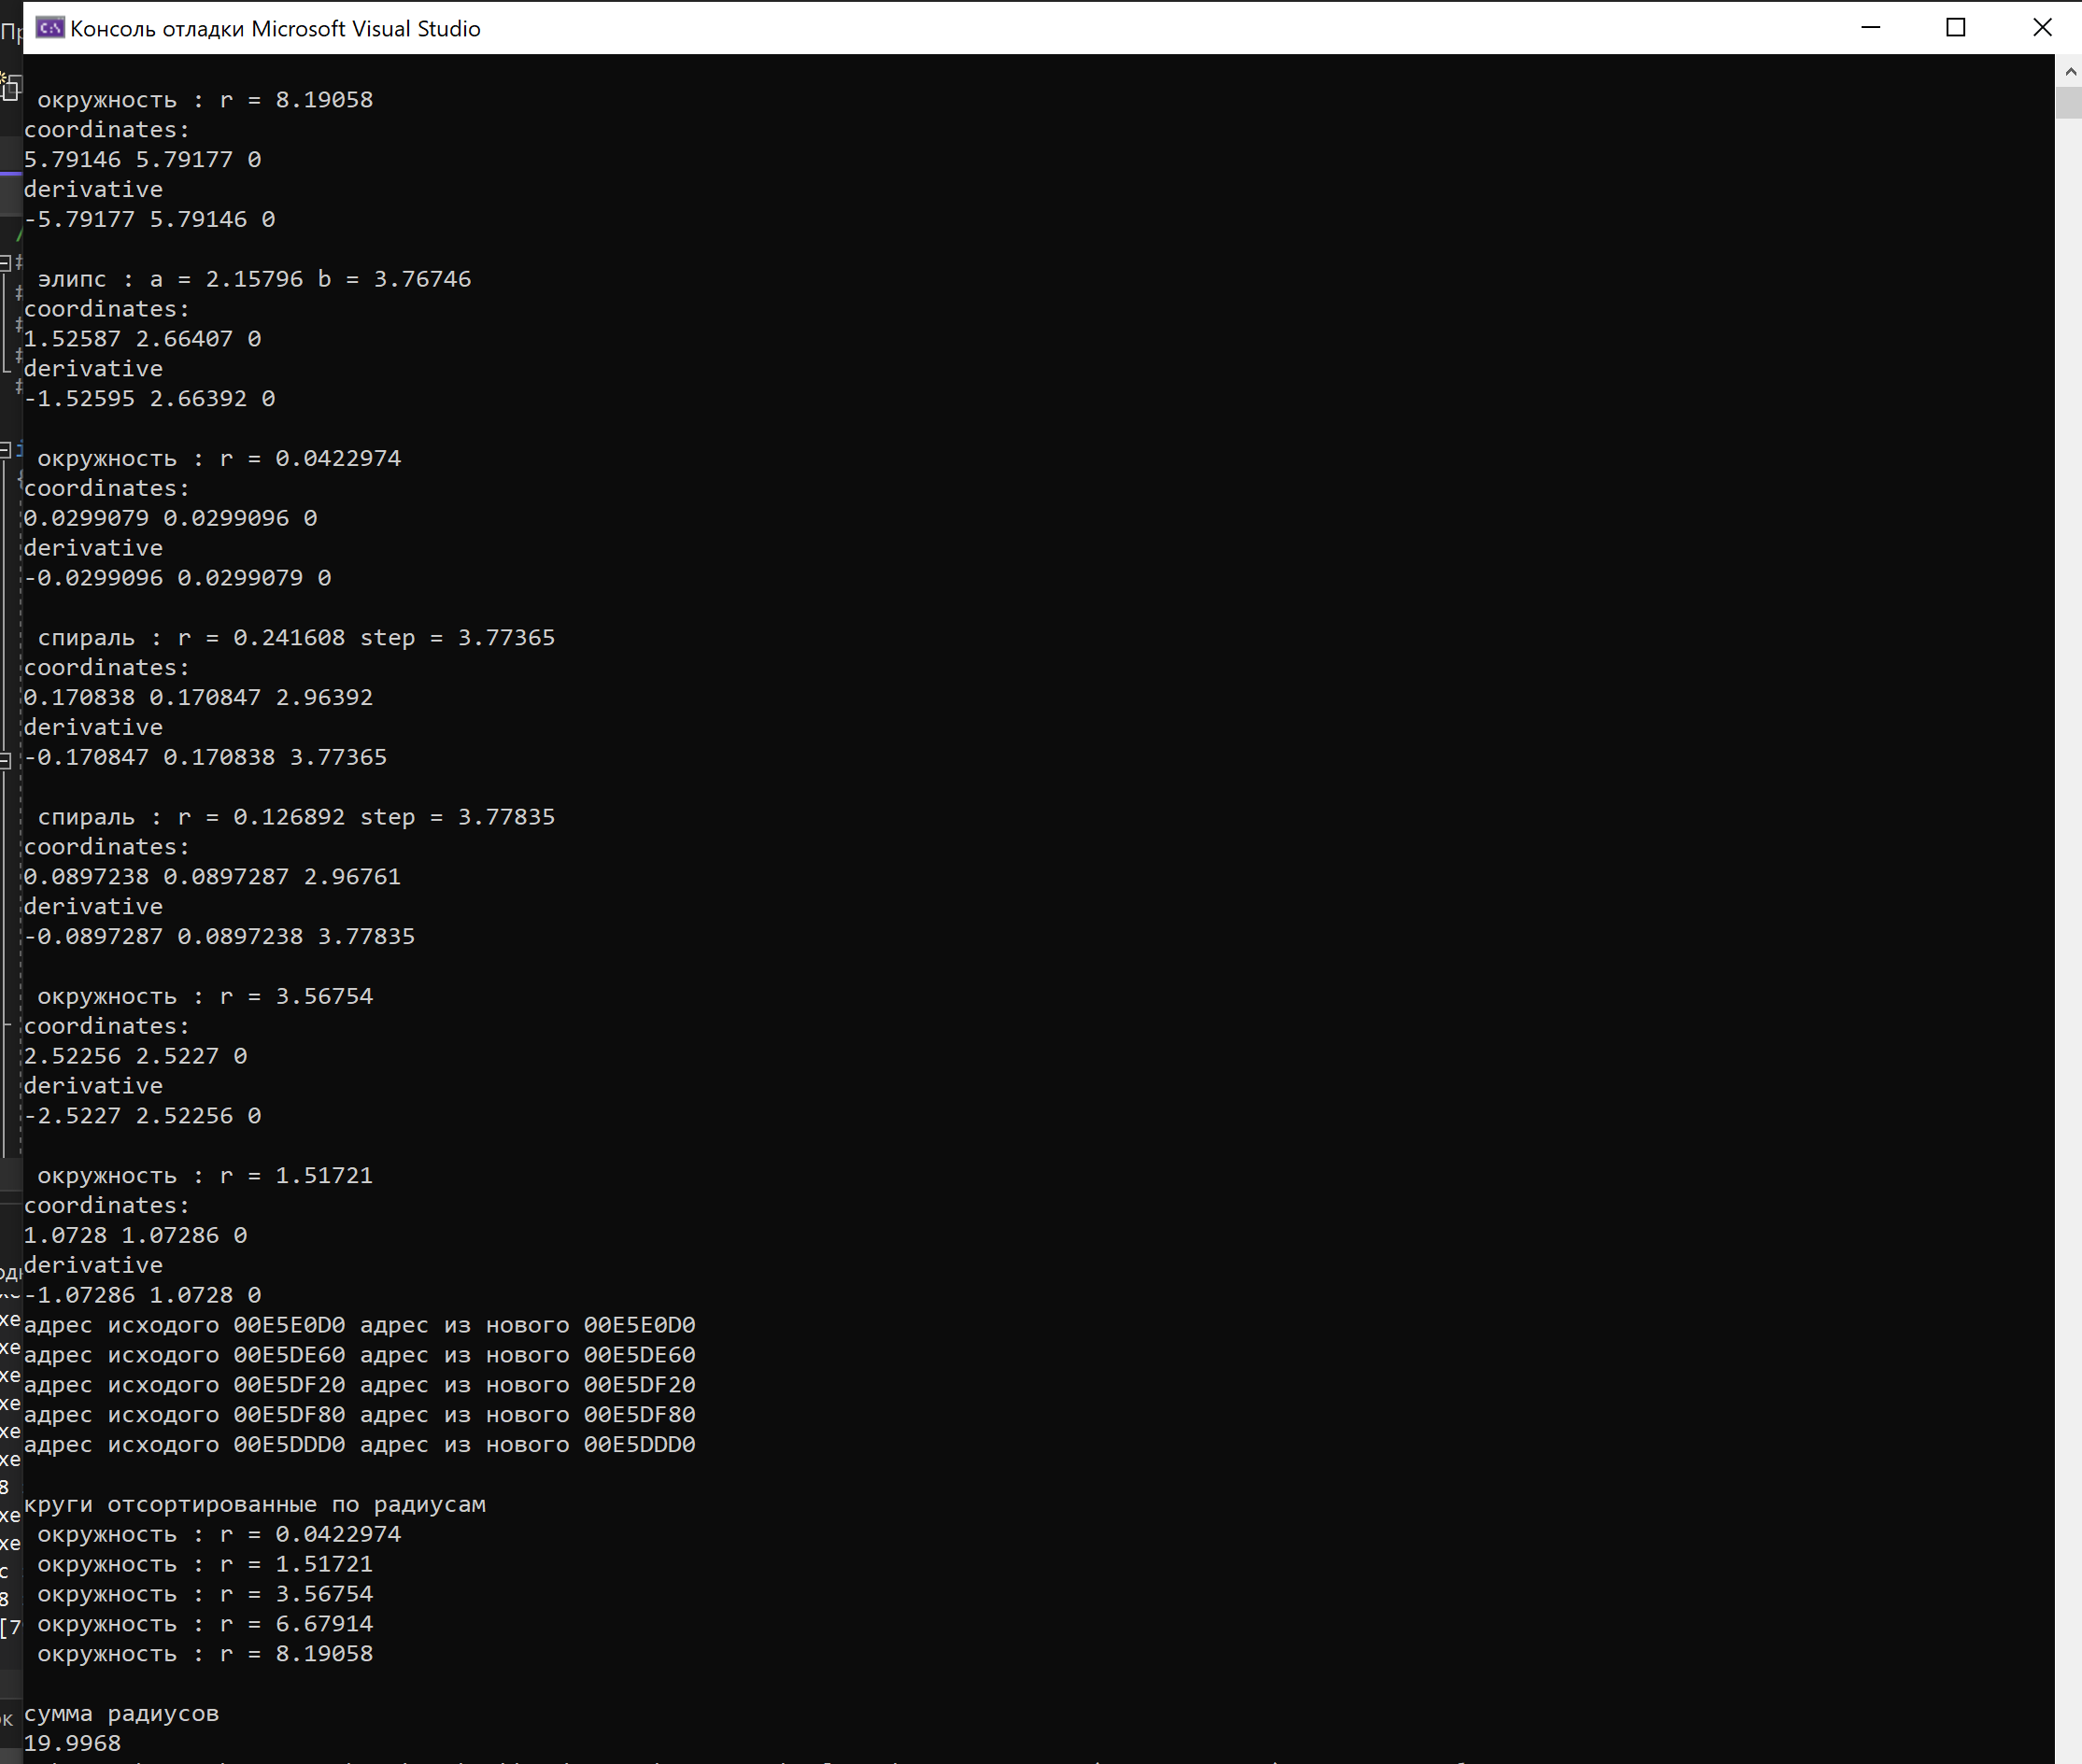 Консоль отладки Microsoft Visual Studio
окружность : r = 8.19058
coordinates:
5.79146 5.79177 0
derivative
-5.79177 5.79146 0
элипс : a = 2.15796 b = 3.76746
coordinates:
1.52587 2.66407 0
derivative
-1.52595 2.66392 0
окружность : r = 0.0422974
coordinates:
0.0299079 0.0299096 0
derivative
-0.0299096 0.0299079 0
спираль : r = 0.241608 step = 3.77365
coordinates:
0.170838 0.170847 2.96392
derivative
-0.170847 0.170838 3.77365
спираль : r = 0.126892 step = 3.77835
coordinates:
0.0897238 0.0897287 2.96761
derivative
-0.0897287 0.0897238 3.77835
окружность : r = 3.56754
coordinates:
2.52256 2.5227 0
derivative
-2.5227 2.52256 0
окружность : r = 1.51721
coordinates:
1.0728 1.07286 0
derivative
-1.07286 1.0728 0
адрес исходого 00E5E0D0 адрес из нового 00E5E0D0
адрес исходого 00E5DE60 адрес из нового 00E5DE60
адрес исходого 00E5DF20 адрес из нового 00E5DF20
адрес исходого 00E5DF80 адрес из нового 00E5DF80
адрес исходого 00E5DDD0 адрес из нового 00E5DDD0
круги отсортированные по радиусам
окружность : r = 0.0422974
окружность : r = 1.51721
окружность : r = 3.56754
окружность : r = 6.67914
окружность : r = 8.19058
сумма радиусов
19.9968